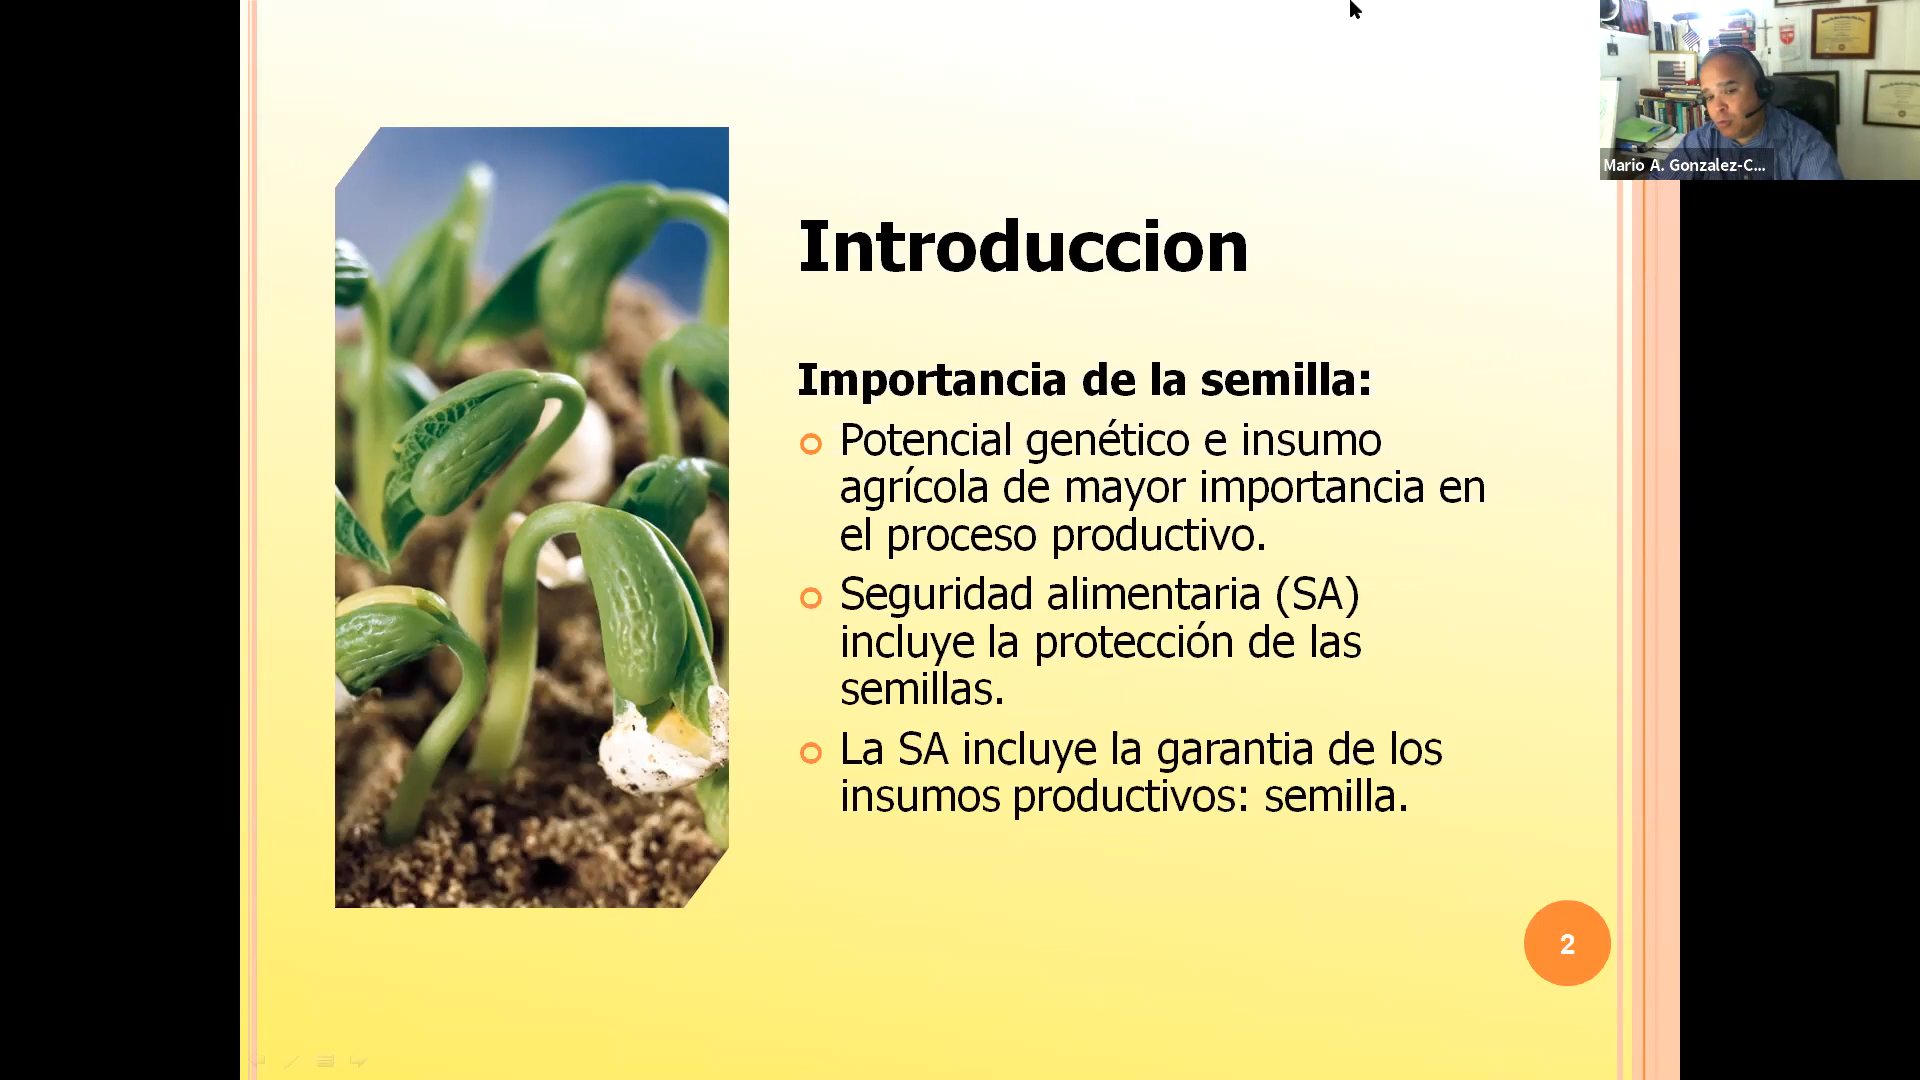 Mario A. Gonzalez-C...
Introduccion
Importancia de la semilla:
Potencial genético e insumo
agrícola de mayor importancia en
el proceso productivo.
Seguridad alimentaria (SA)
incluye la protección de las
semillas.
La SA incluye la garantia de los
insumos productivos: semilla.
2